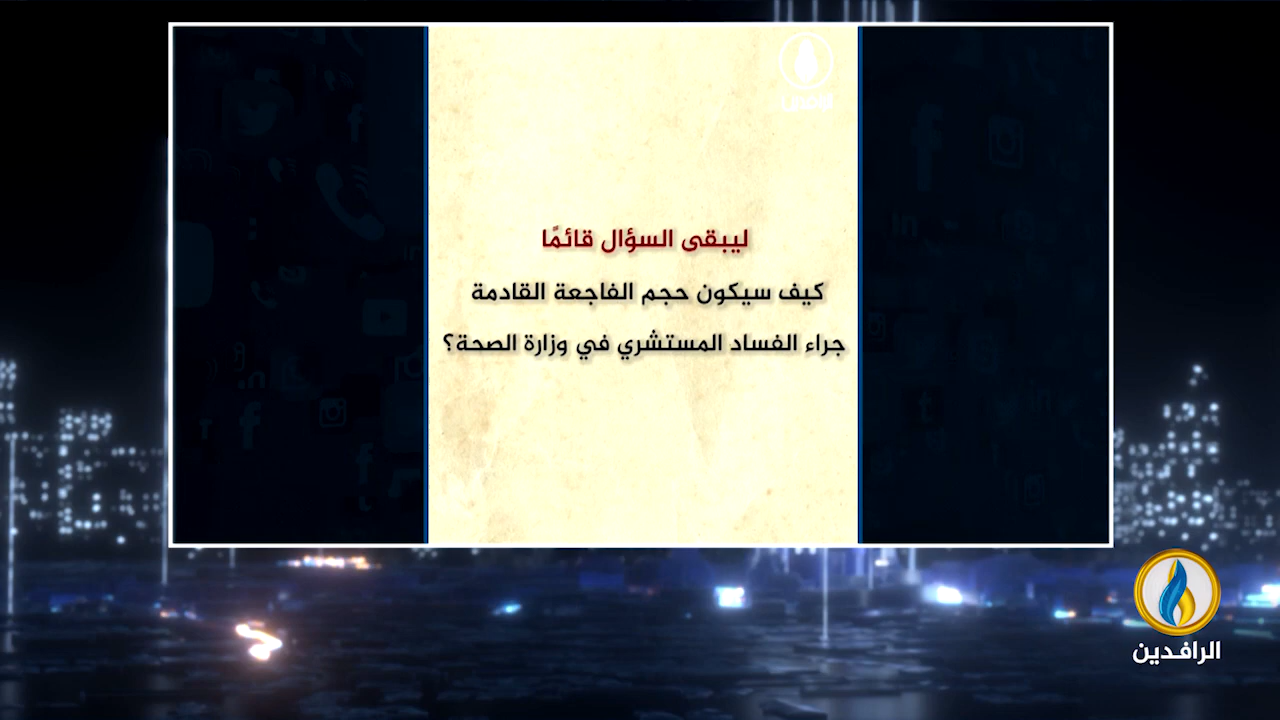 ليبقى السؤال قائمًا
كيف سيكون حجم الفاجعة القادمة
جراء الفساد المستشري في وزارة الصحة؟
الرافدين